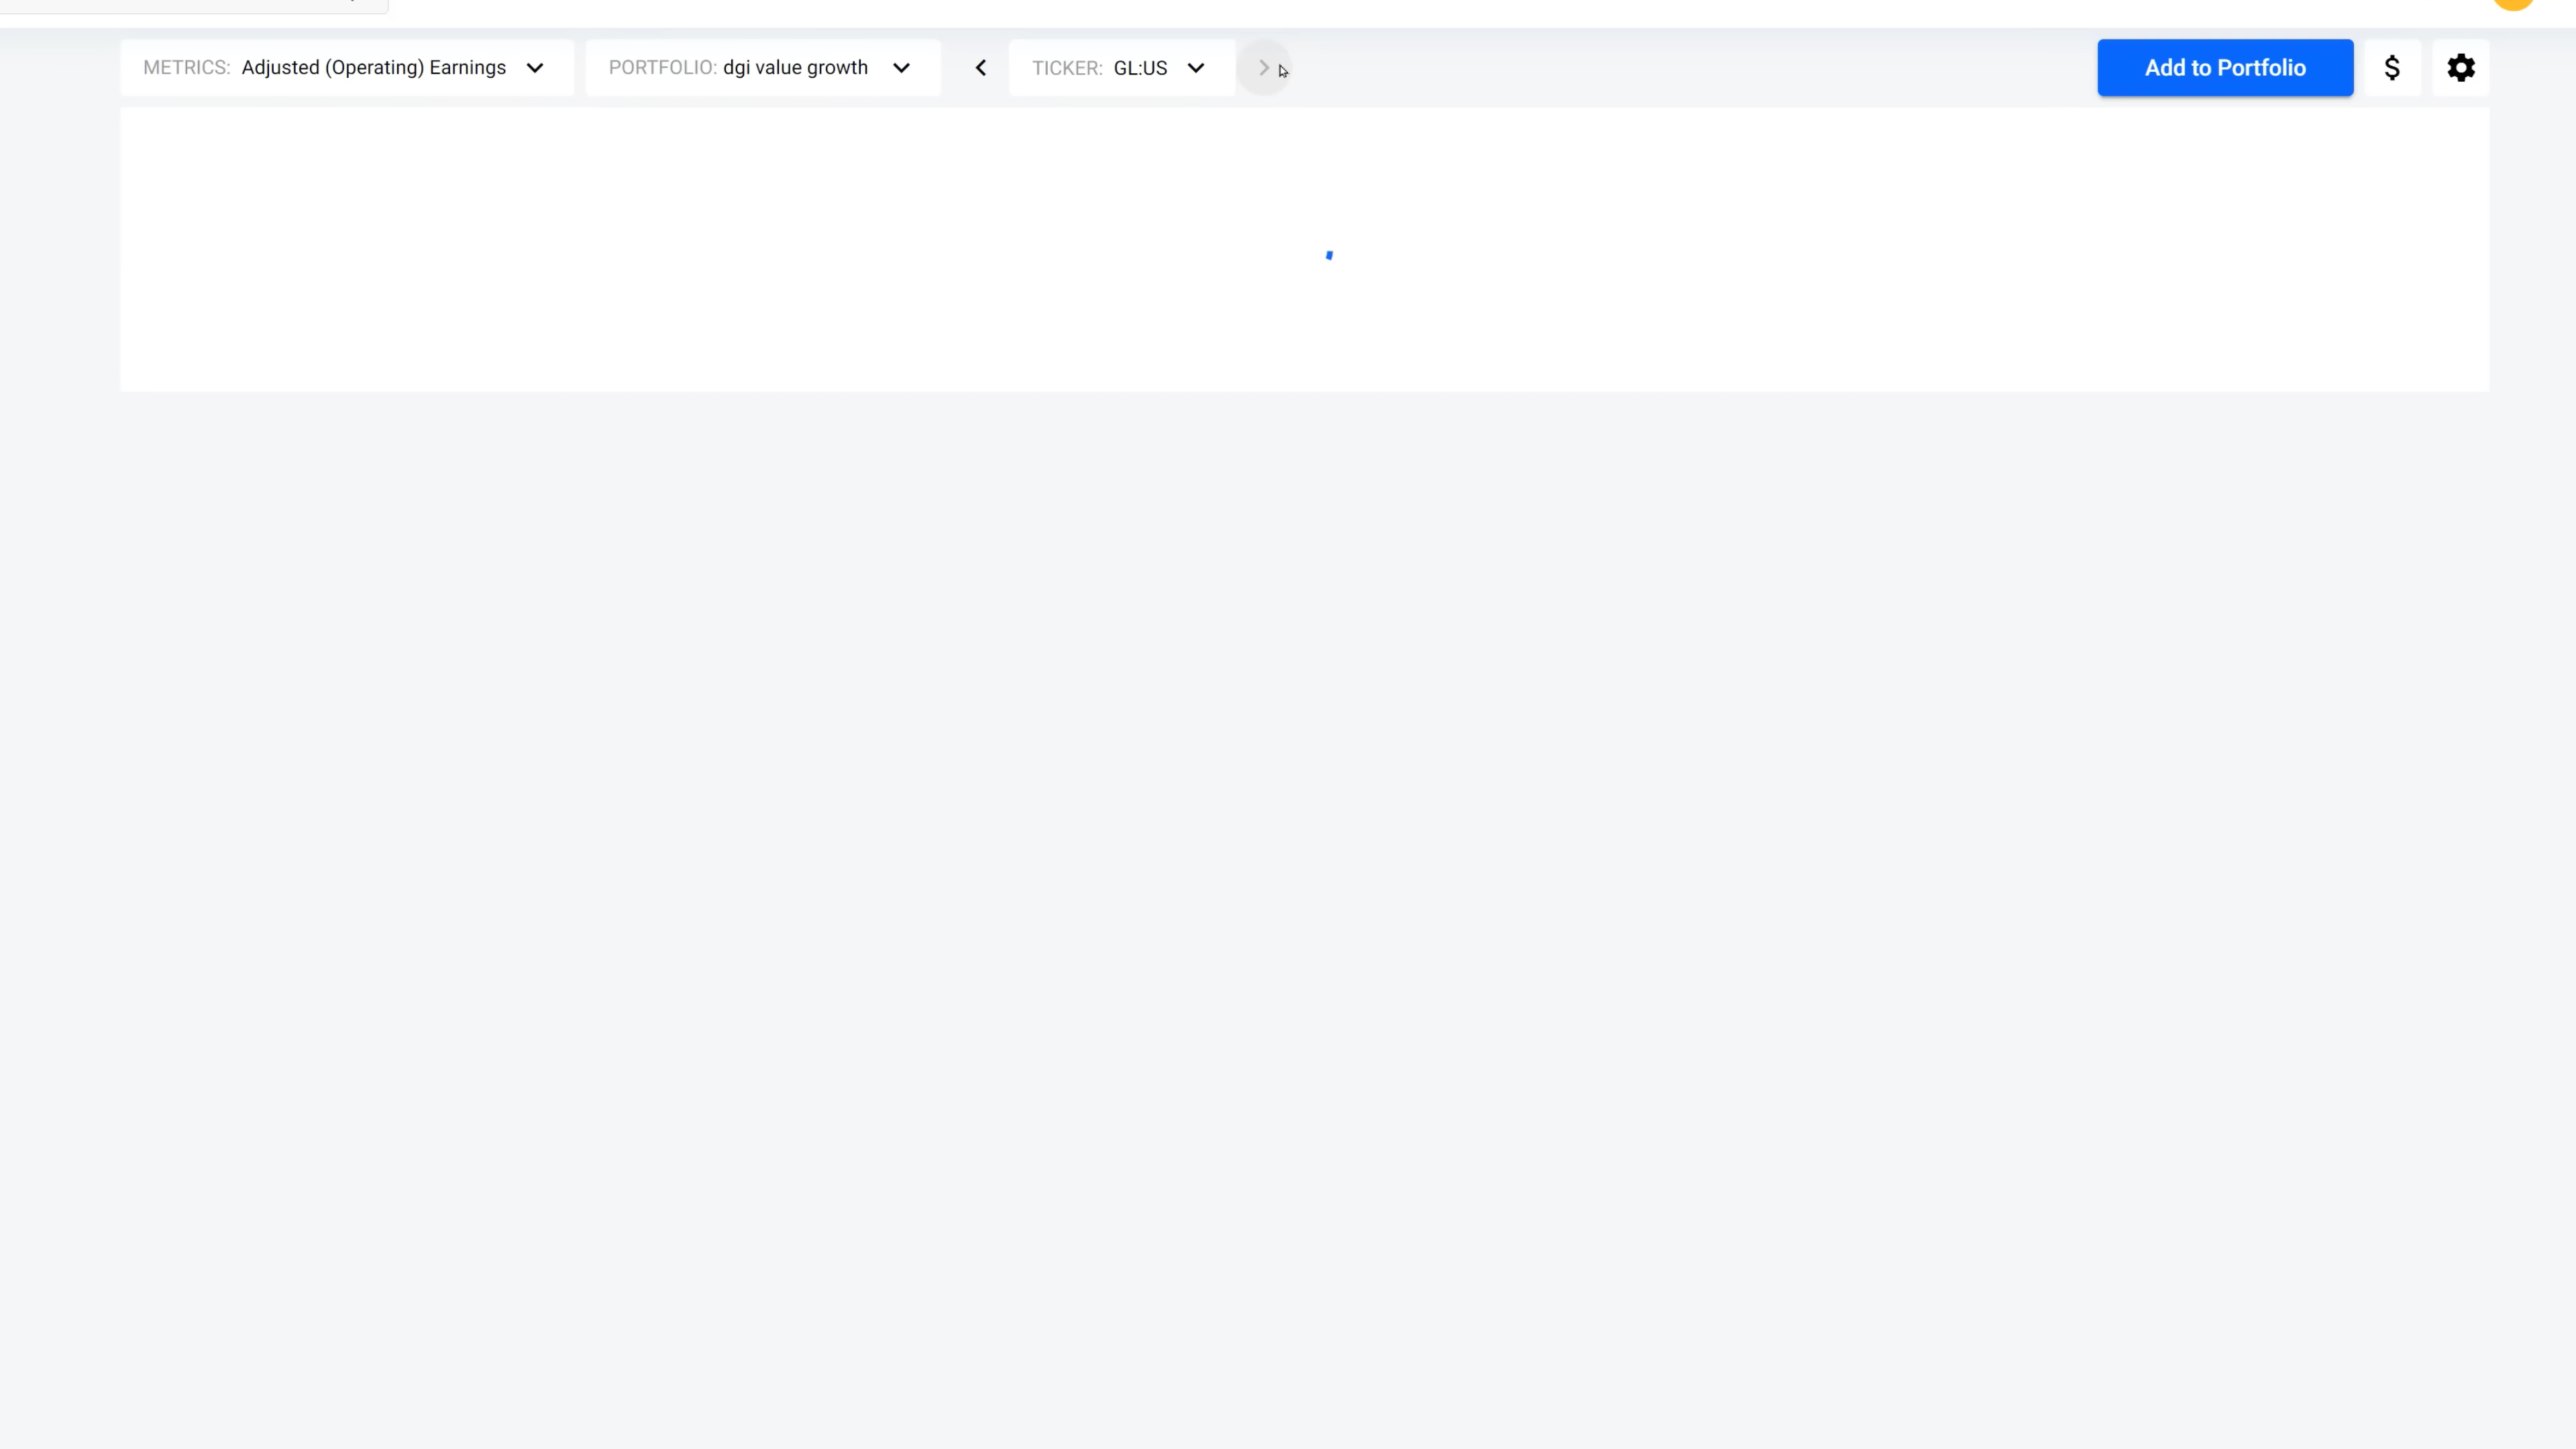 METRICS: Adjusted (Operating) Earnings PORTFOLIO: dgi value growth TICKER: GL:US Add to Portfolio $